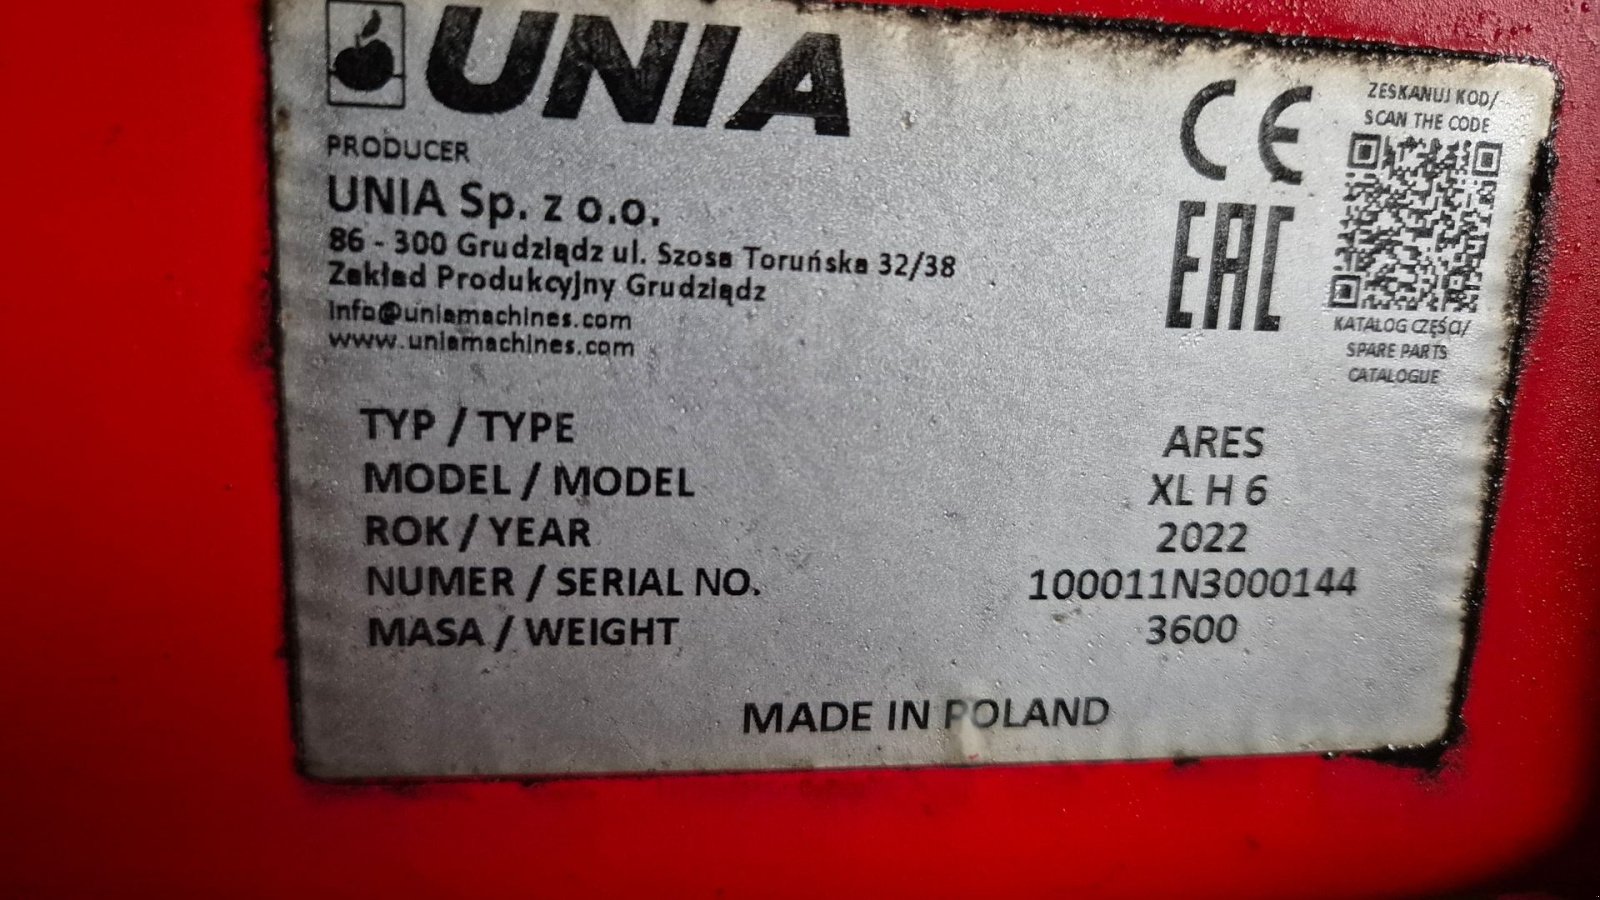 UNIA
PRODUCER
UNIA Sp. z o.o.
86 - 300 Grudziądz ul. Szosa Toruńska 32/38
Zakład Produkcyjny Grudziądz
info@uniamachines.com
www.uniamachines.com
CE
EAC
ZESKANUJ KOD/
SCAN THE CODE
KATALOG CZĘŚCI/
SPARE PARTS
CATALOGUE
TYP / TYPE ARES
MODEL / MODEL XL H 6
ROK / YEAR 2022
NUMER / SERIAL NO. 100011N3000144
MASA / WEIGHT 3600
MADE IN POLAND